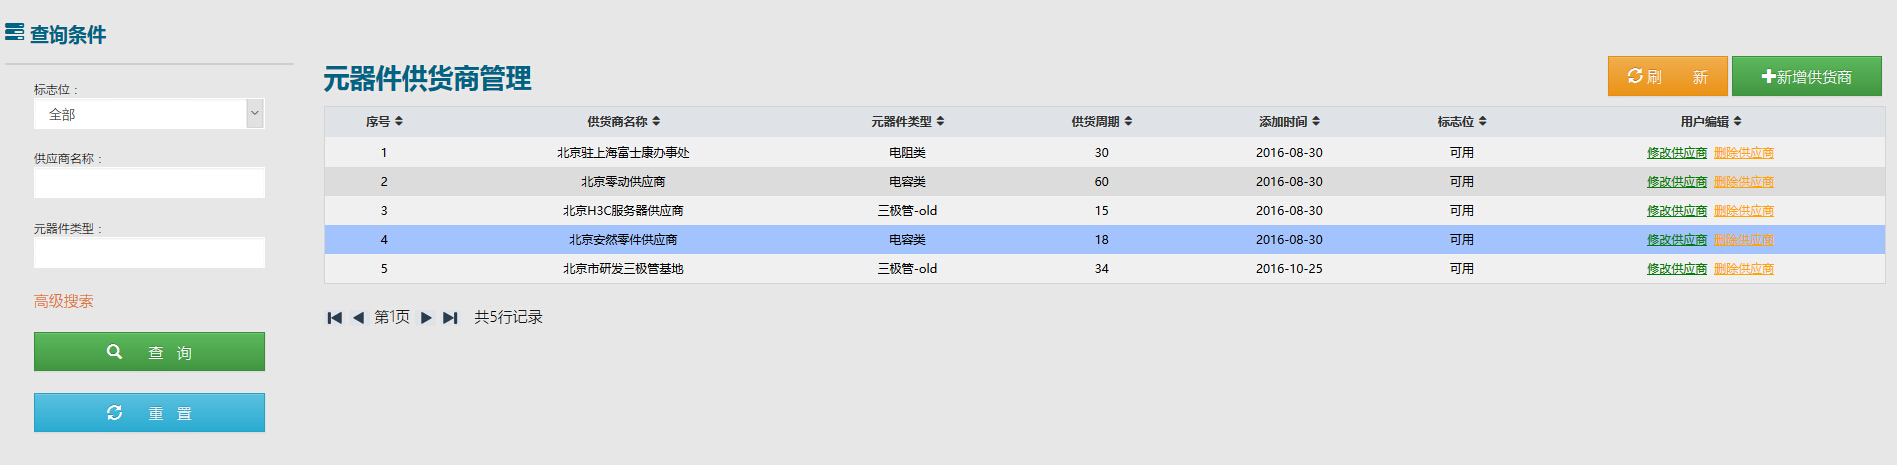 查询条件
标志位：
全部
供应商名称：
元器件类型：
高级搜索
查 询
重 置
元器件供货商管理
刷 新
新增供货商
序号 供货商名称 元器件类型 供货周期 添加时间 标志位 用户编辑
1 北京驻上海富士康办事处 电阻类 30 2016-08-30 可用 修改供应商 删除供应商
2 北京零动供应商 电容类 60 2016-08-30 可用 修改供应商 删除供应商
3 北京H3C服务器供应商 三极管-old 15 2016-08-30 可用 修改供应商 删除供应商
4 北京安然零件供应商 电容类 18 2016-08-30 可用 修改供应商 删除供应商
5 北京市研发三极管基地 三极管-old 34 2016-10-25 可用 修改供应商 删除供应商
第1页 共5行记录